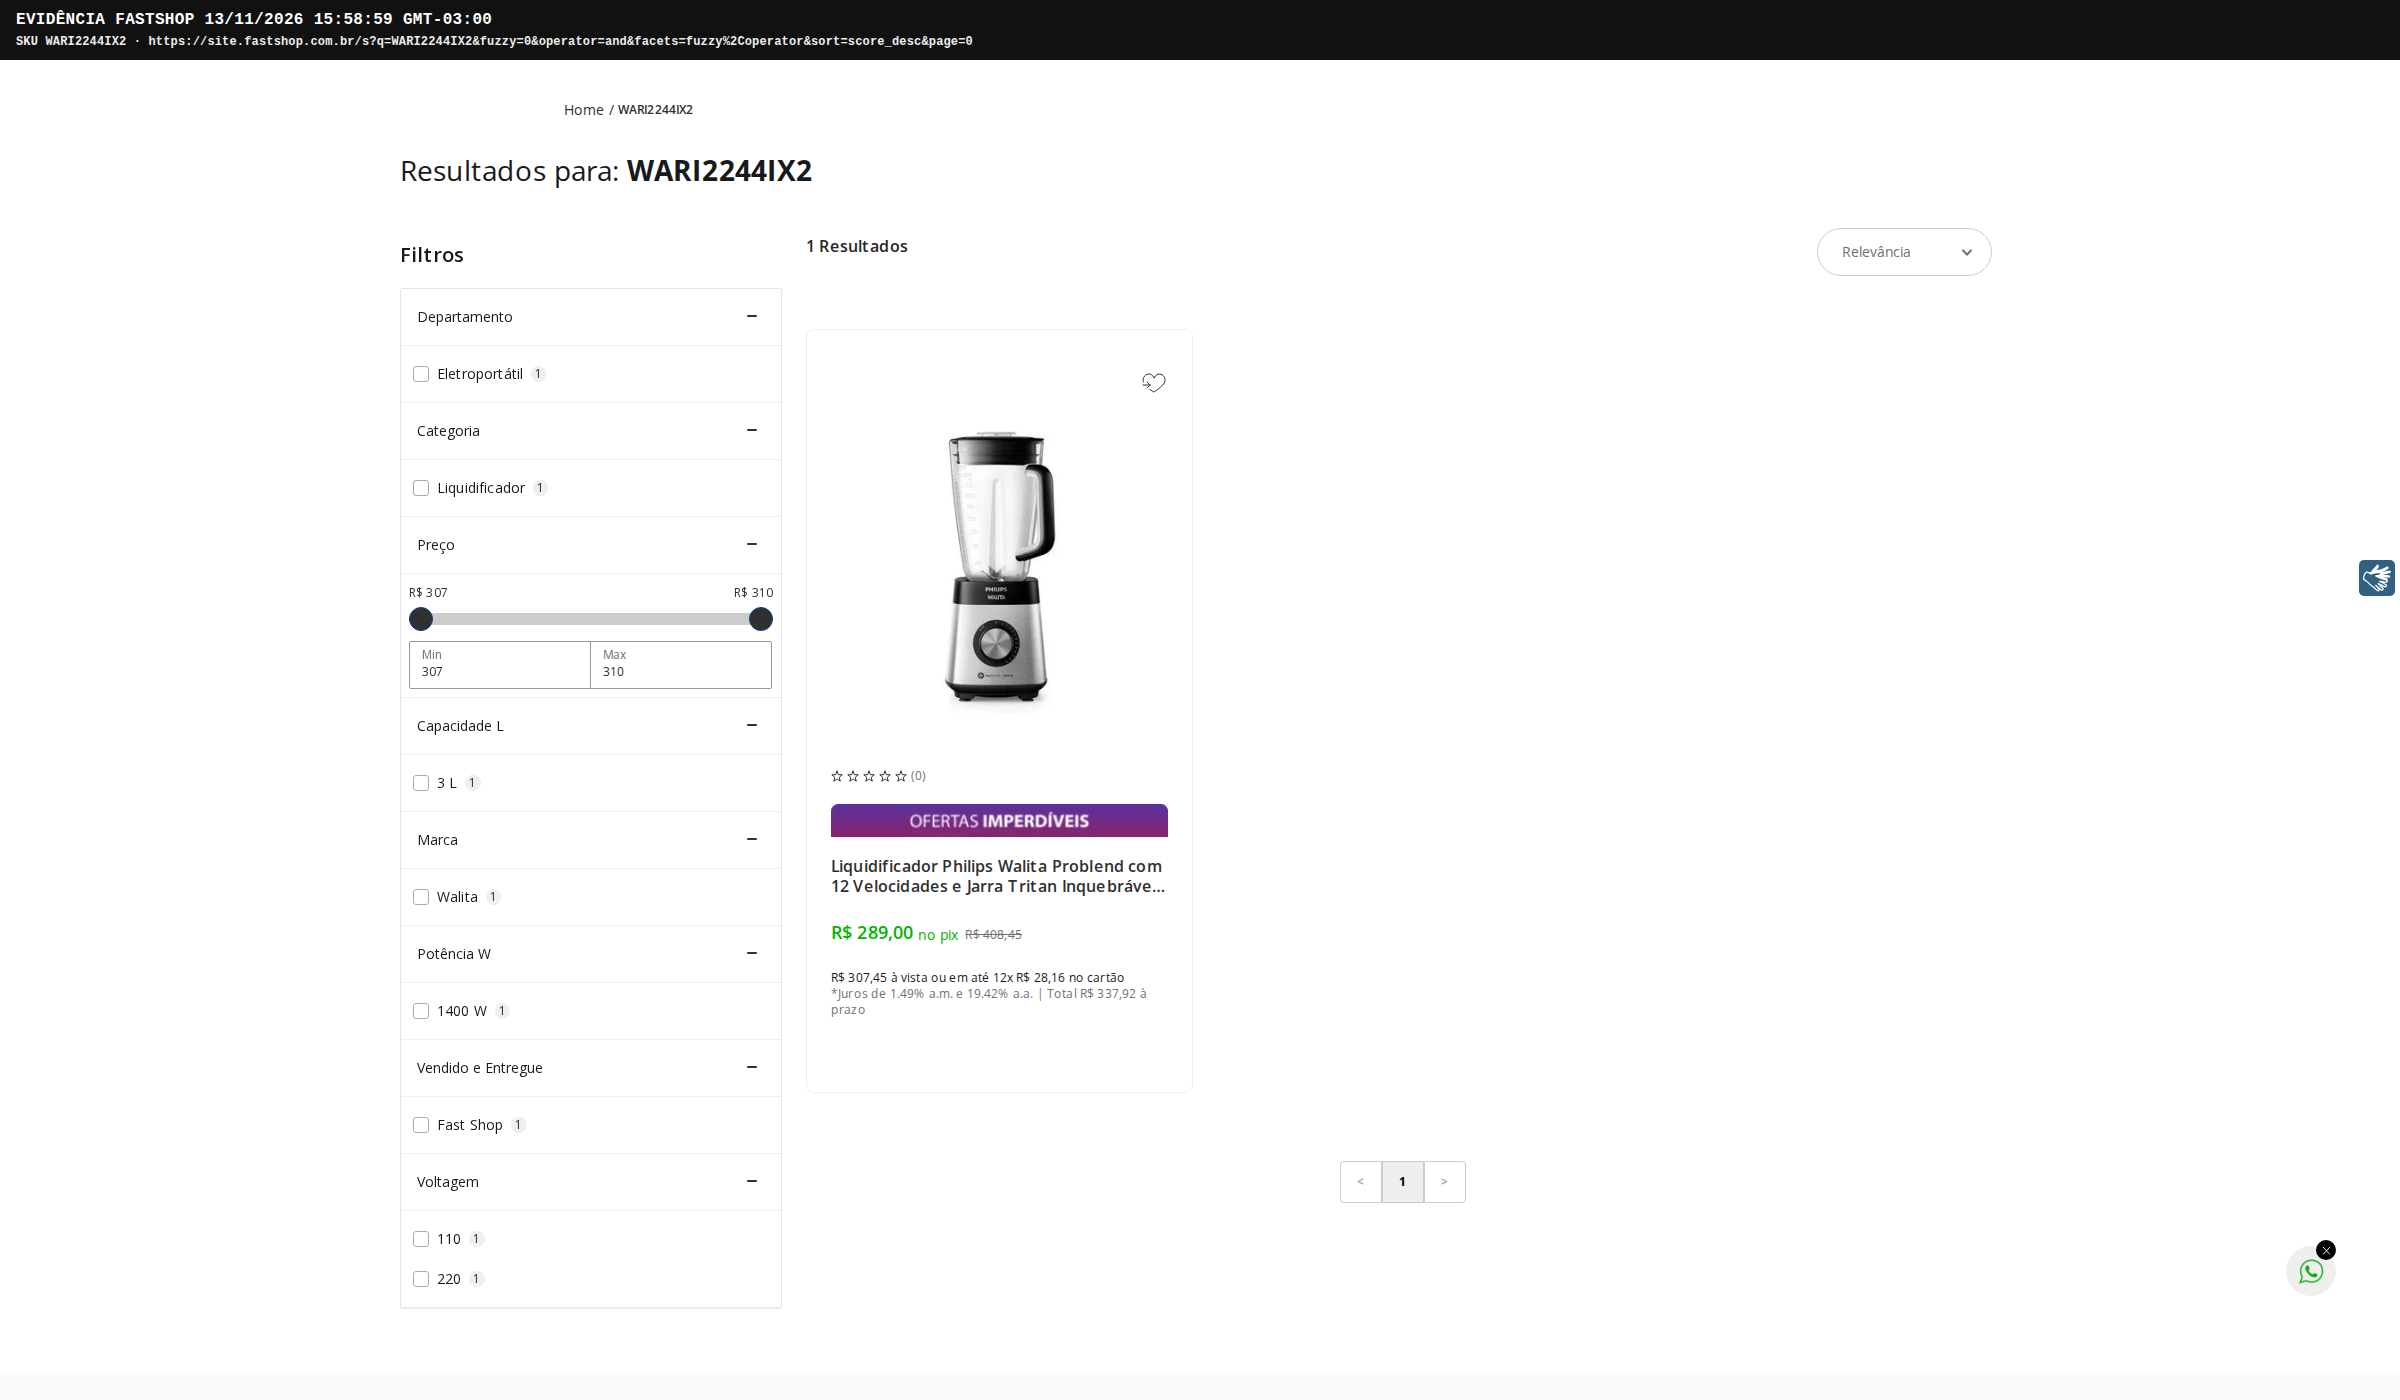 EVIDÊNCIA FASTSHOP 13/11/2026 15:58:59 GMT-03:00
SKU WARI2244IX2 · https://site.fastshop.com.br/s?q=WARI2244IX2&fuzzy=0&operator=and&facets=fuzzy%2Coperator&sort=score_desc&page=0
Home / WARI2244IX2
Resultados para: WARI2244IX2
Filtros
Departamento
Eletroportátil 1
Categoria
Liquidificador 1
Preço
R$ 307 R$ 310
Min Max
307 310
Capacidade L
3 L 1
Marca
Walita 1
Potência W
1400 W 1
Vendido e Entregue
Fast Shop 1
Voltagem
110 1
220 1
1 Resultados
Relevância
PHILIPS
WALITA
(0)
OFERTAS IMPERDÍVEIS
Liquidificador Philips Walita Problend com
12 Velocidades e Jarra Tritan Inquebráve...
R$ 289,00 no pix R$ 408,45
R$ 307,45 à vista ou em até 12x R$ 28,16 no cartão
*Juros de 1.49% a.m. e 19.42% a.a. | Total R$ 337,92 à
prazo
< 1 >